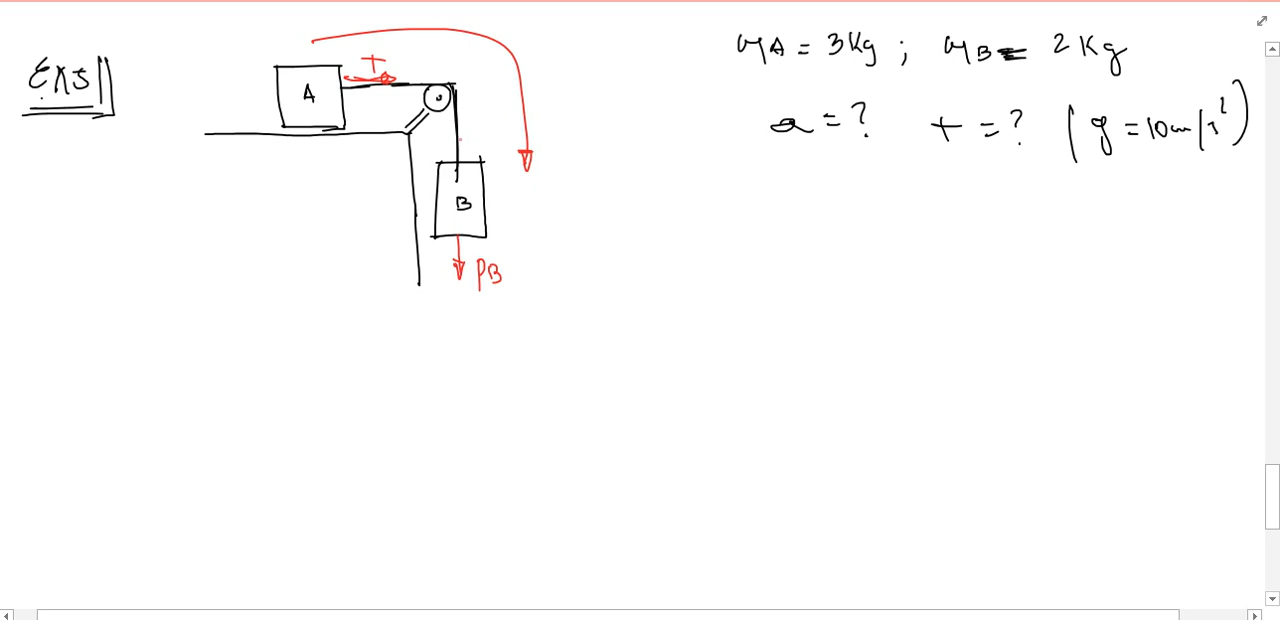 Exs
mA = 3Kg ; mB = 2Kg
a = ? T = ? (g = 10m/s²)
T
A
B
PB